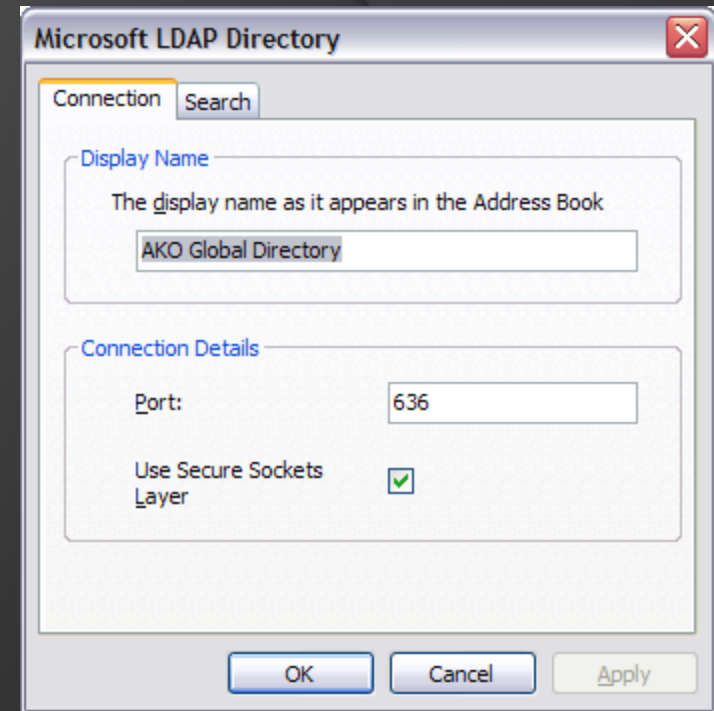 Microsoft LDAP Directory
Connection
Search
Display Name
The display name as it appears in the Address Book
AKO Global Directory
Connection Details
Port:
636
Use Secure Sockets
Layer
OK
Cancel
Apply